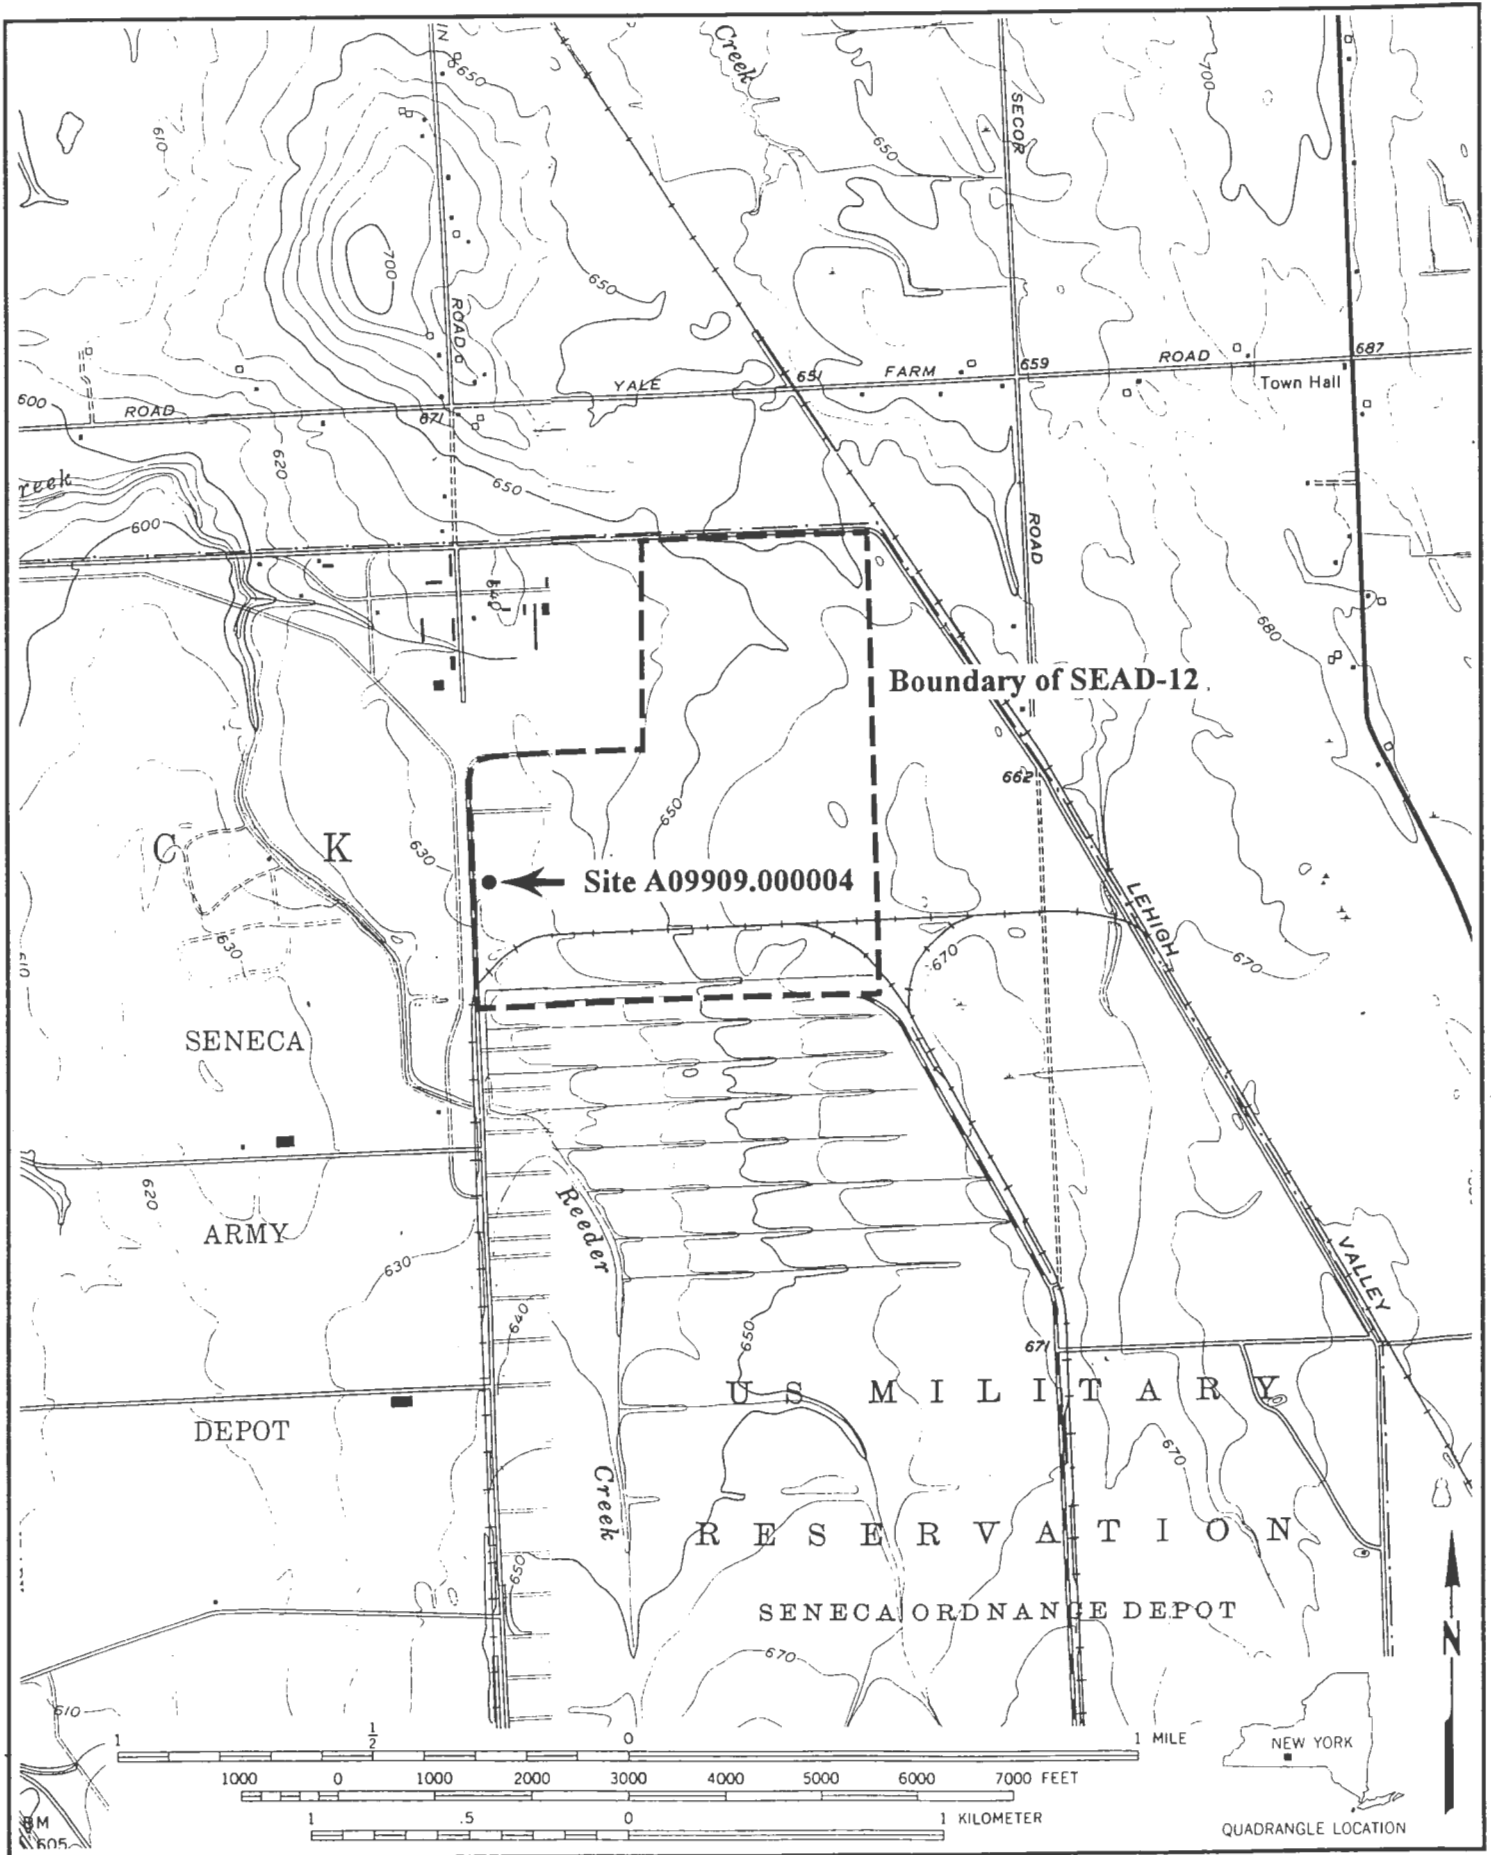 IN
650
Creek
SECOR
700
610
650
700
650
ROAD
600
ROAD
671
YALE
651
FARM
659
ROAD
687
Town Hall
620
650
reek
600
ROAD
640
680
Boundary of SEAD-12
662
650
C K
630
Site A09909.000004
LEHIGH
630
610
670
670
SENECA
620
Reeder
ARMY
630
VALLEY
640
650
671
US MILITARY
DEPOT
670
Creek
RESERVATION
650
SENECA ORDNANCE DEPOT
N
670
610
1 1/2 0 1 MILE
NEW YORK
1000 0 1000 2000 3000 4000 5000 6000 7000 FEET
1 .5 0 1 KILOMETER
BM
605
QUADRANGLE LOCATION